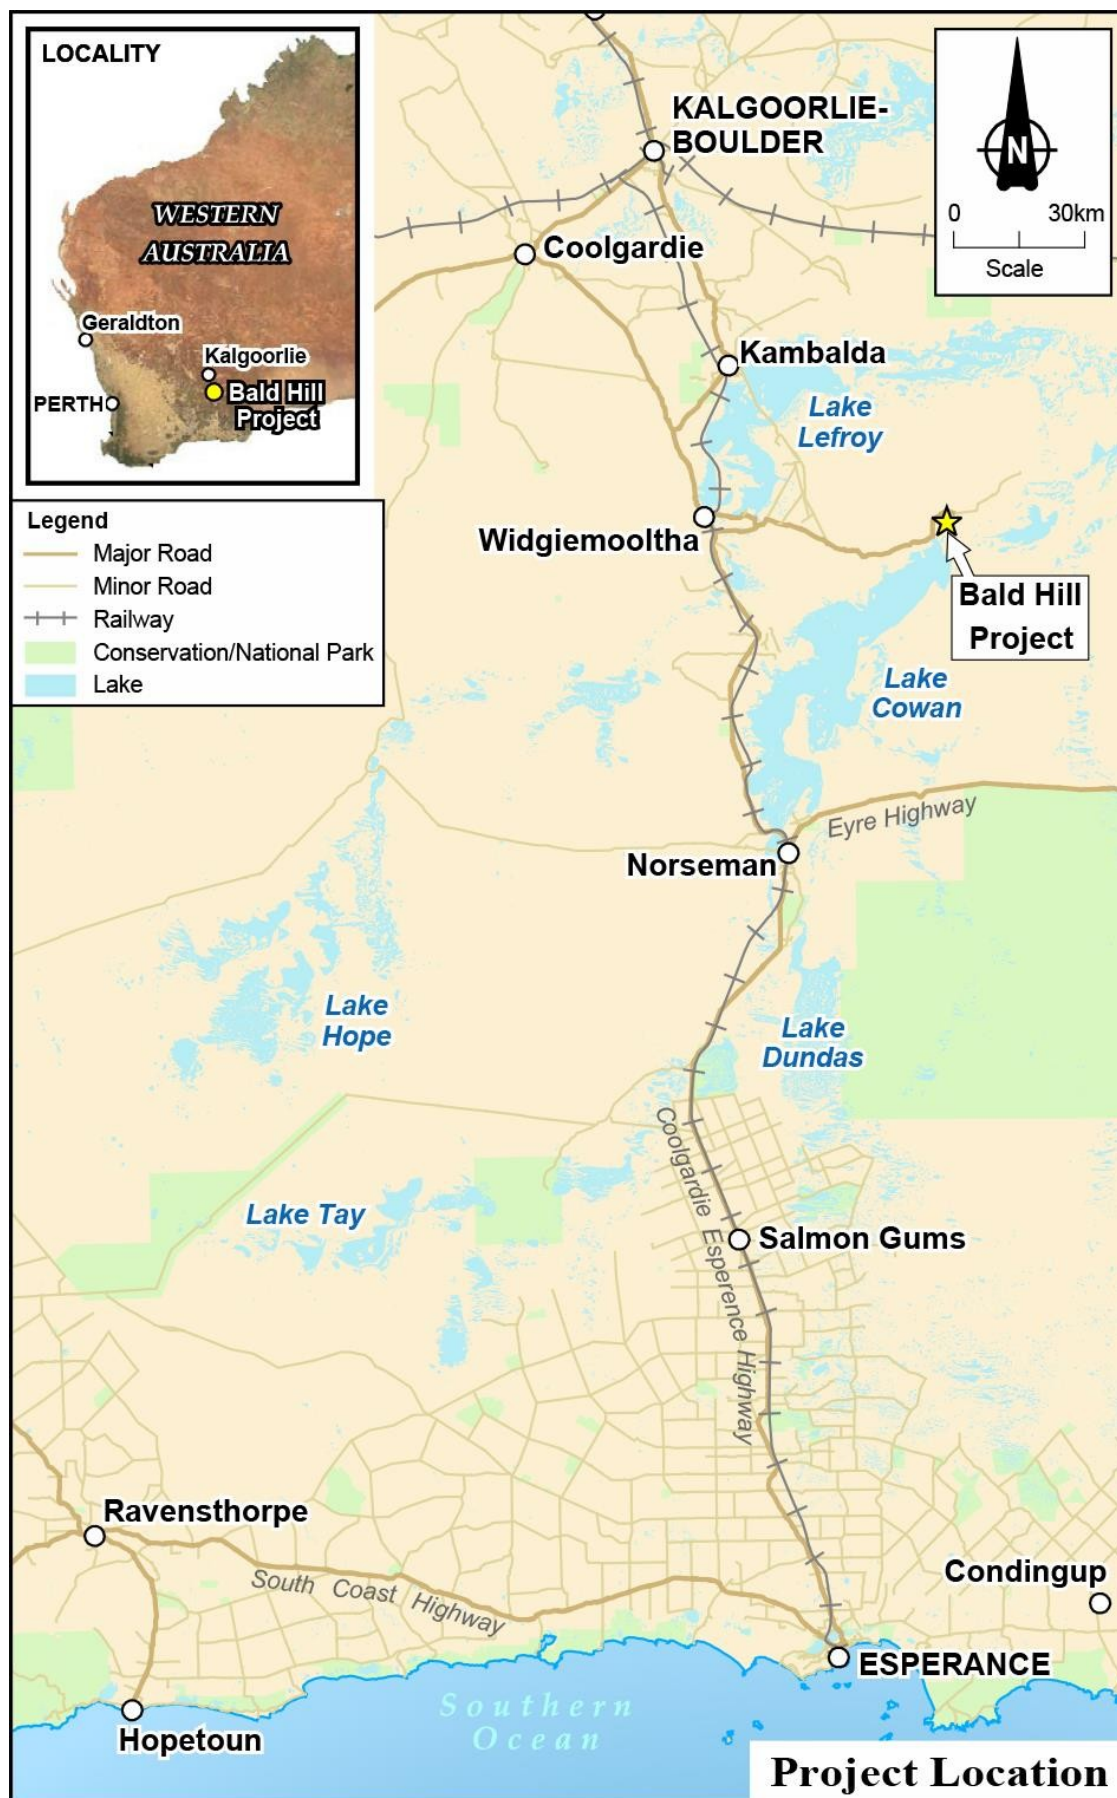 LOCALITY
WESTERN
AUSTRALIA
Geraldton
Kalgoorlie
Bald Hill
Project
PERTH
Legend
Major Road
Minor Road
Railway
Conservation/National Park
Lake
KALGOORLIE-
BOULDER
N
0 30km
Scale
Coolgardie
Kambalda
Lake
Lefroy
Widgiemooltha
Bald Hill
Project
Lake
Cowan
Eyre Highway
Norseman
Lake
Hope
Lake
Dundas
Coolgardie Esperence Highway
Lake Tay
Salmon Gums
Ravensthorpe
South Coast Highway
Condingup
ESPERANCE
Hopetoun
Southern
Ocean
Project Location